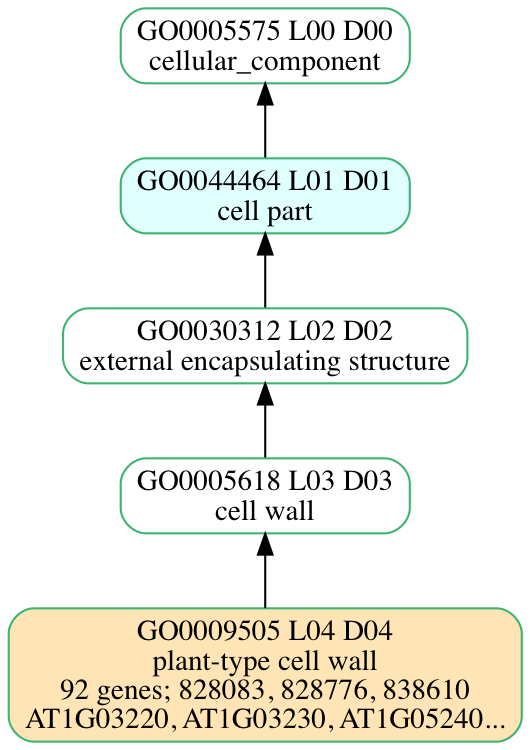 GO0005575 L00 D00
cellular_component
GO0044464 L01 D01
cell part
GO0030312 L02 D02
external encapsulating structure
GO0005618 L03 D03
cell wall
GO0009505 L04 D04
plant-type cell wall
92 genes; 828083, 828776, 838610
AT1G03220, AT1G03230, AT1G05240...